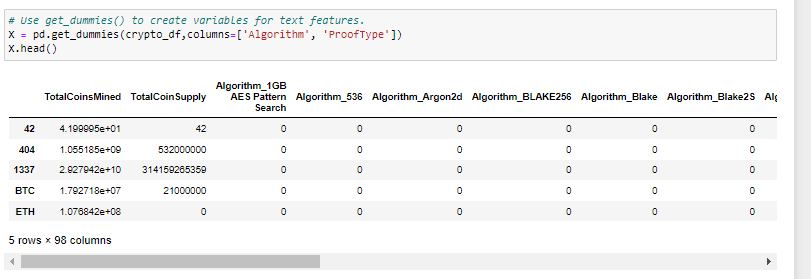 # Use get_dummies() to create variables for text features.
X = pd.get_dummies(crypto_df,columns=['Algorithm', 'ProofType'])
X.head()
TotalCoinsMined TotalCoinSupply Algorithm_1GB AES Pattern Search Algorithm_536 Algorithm_Argon2d Algorithm_BLAKE256 Algorithm_Blake Algorithm_Blake2S Alg
42 4.199995e+01 42 0 0 0 0 0 0
404 1.055185e+09 532000000 0 0 0 0 0 0
1337 2.927942e+10 314159265359 0 0 0 0 0 0
BTC 1.792718e+07 21000000 0 0 0 0 0 0
ETH 1.076842e+08 0 0 0 0 0 0 0
5 rows × 98 columns